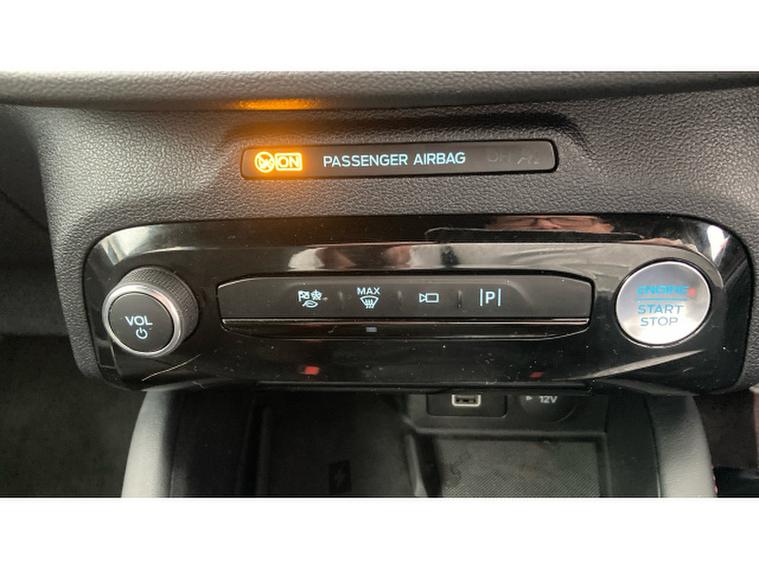 ON PASSENGER AIRBAG OFF
VOL
MAX
|P|
ENGINE
START
STOP
12V